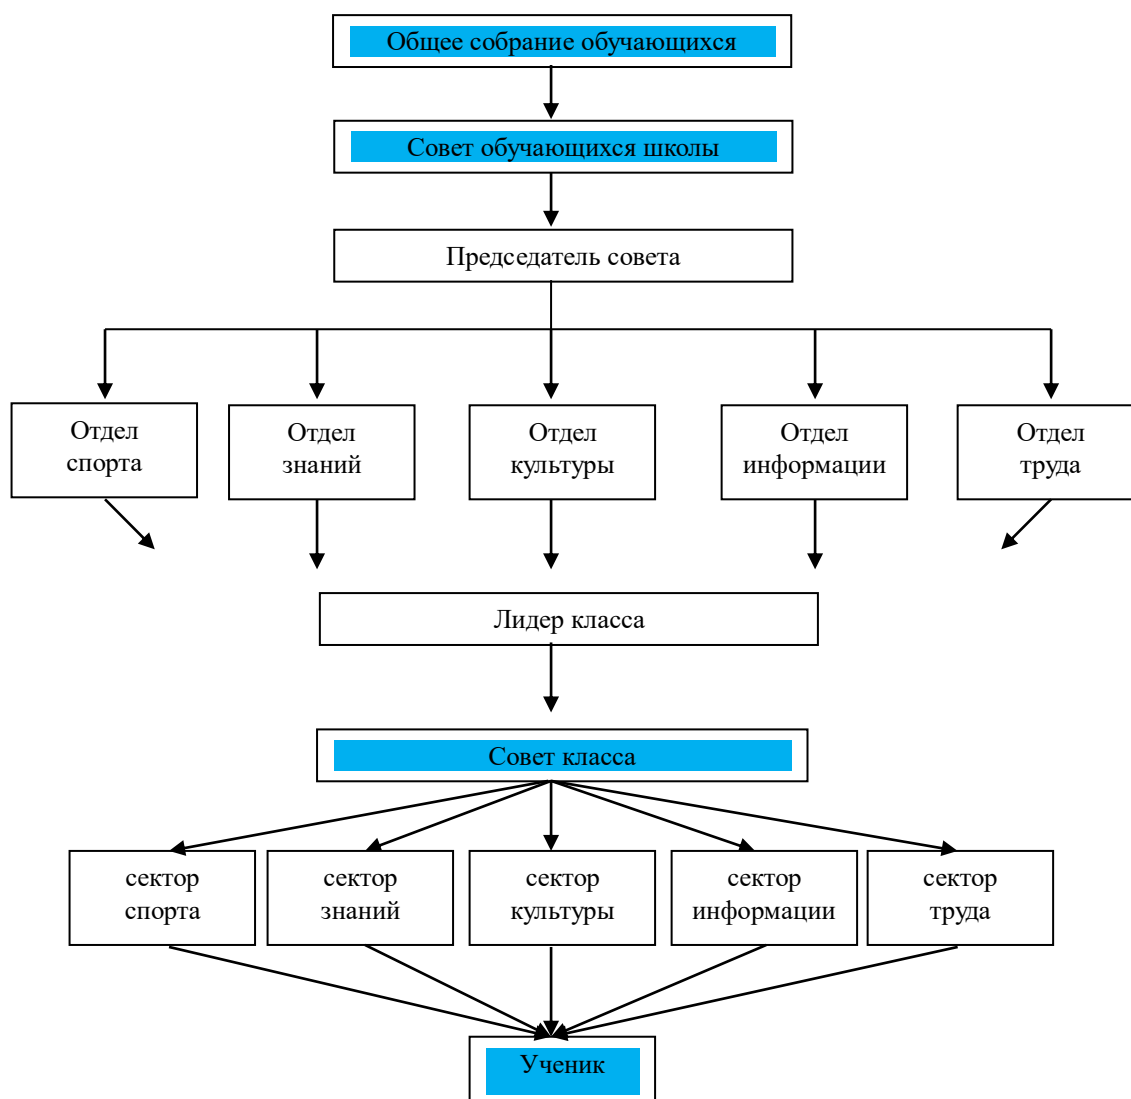 Общее собрание обучающихся
Совет обучающихся школы
Председатель совета
Отдел
спорта
Отдел
знаний
Отдел
культуры
Отдел
информации
Отдел
труда
Лидер класса
Совет класса
сектор
спорта
сектор
знаний
сектор
культуры
сектор
информации
сектор
труда
Ученик